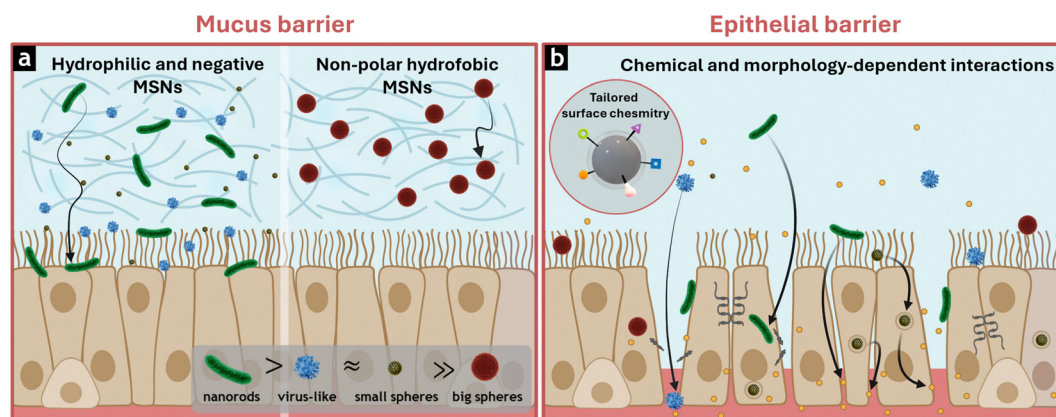 Mucus barrier
Epithelial barrier
a
Hydrophilic and negative
MSNs
Non-polar hydrofobic
MSNs
nanorods > virus-like ≈ small spheres >> big spheres
b
Chemical and morphology-dependent interactions
Tailored
surface chesmitry